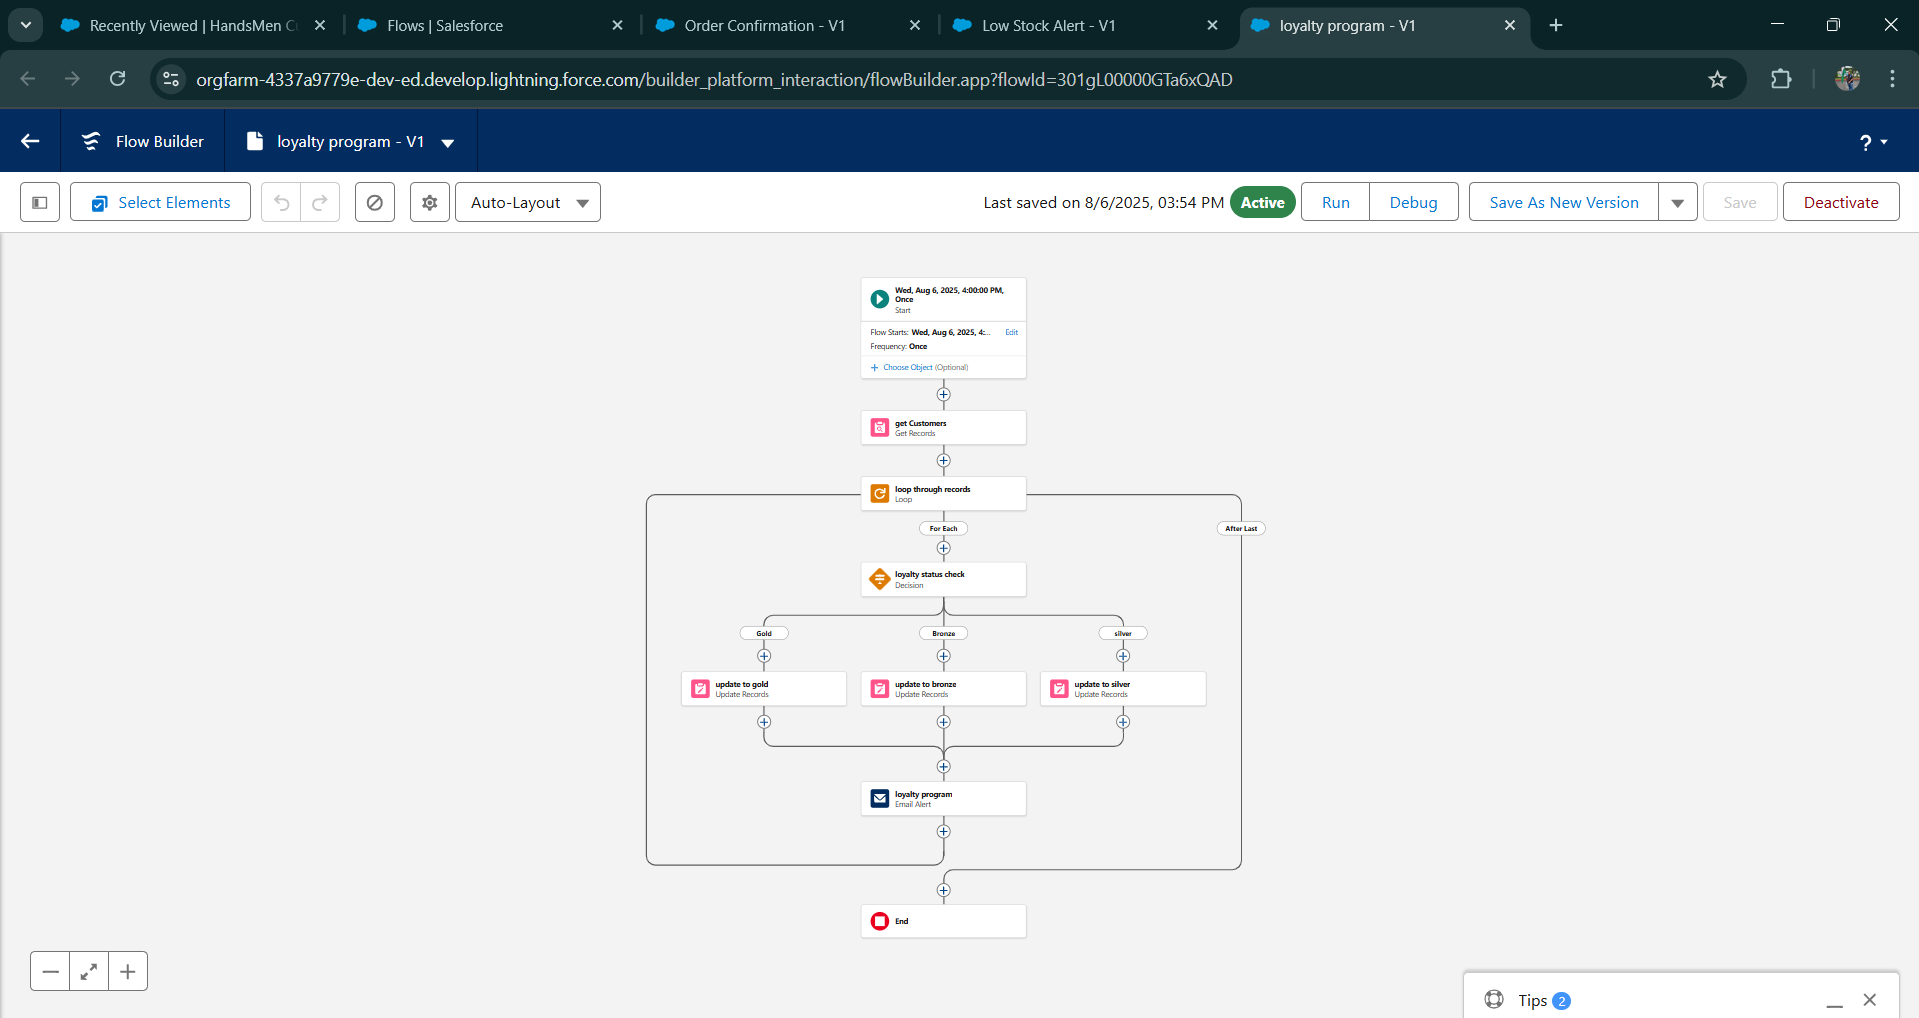 Recently Viewed | HandsMen C
Flows | Salesforce
Order Confirmation - V1
Low Stock Alert - V1
loyalty program - V1
orgfarm-4337a9779e-dev-ed.develop.lightning.force.com/builder_platform_interaction/flowBuilder.app?flowId=301gL00000GTa6xQAD
Flow Builder
loyalty program - V1
?
Select Elements
Auto-Layout
Last saved on 8/6/2025, 03:54 PM
Active
Run
Debug
Save As New Version
Save
Deactivate
Wed, Aug 6, 2025, 4:00:00 PM,
Once
Start
Flow Starts: Wed, Aug 6, 2025, 4:... Edit
Frequency: Once
Choose Object (Optional)
get Customers
Get Records
loop through records
Loop
For Each
After Last
loyalty status check
Decision
Gold
Bronze
silver
update to gold
Update Records
update to bronze
Update Records
update to silver
Update Records
loyalty program
Email Alert
End
Tips 2